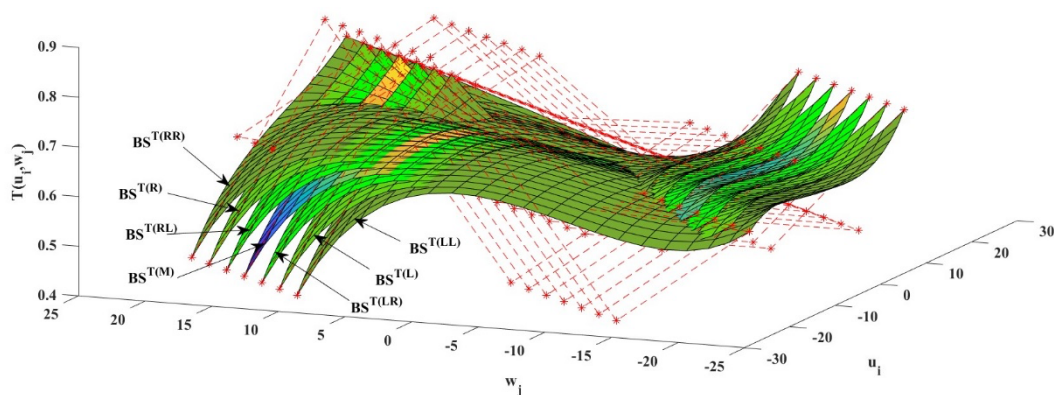 0.9
0.8
0.7
0.6
0.5
0.4
T(u_i,w_j)
BS^T(RR)
BS^T(R)
BS^T(RL)
BS^T(M)
BS^T(LL)
BS^T(L)
BS^T(LR)
25
20
15
10
5
0
-5
-10
-15
-20
-25
w_j
-30
-20
-10
0
10
20
30
u_i